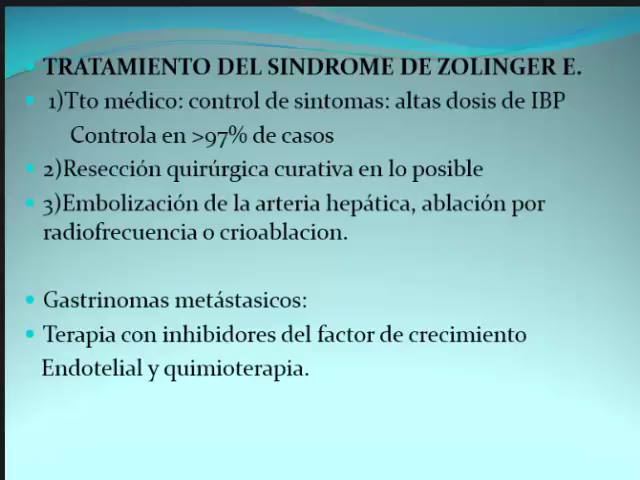 TRATAMIENTO DEL SINDROME DE ZOLINGER E.
1)Tto médico: control de sintomas: altas dosis de IBP
Controla en >97% de casos
2)Resección quirúrgica curativa en lo posible
3)Embolización de la arteria hepática, ablación por
radiofrecuencia o crioablacion.
Gastrinomas metástasicos:
Terapia con inhibidores del factor de crecimiento
Endotelial y quimioterapia.